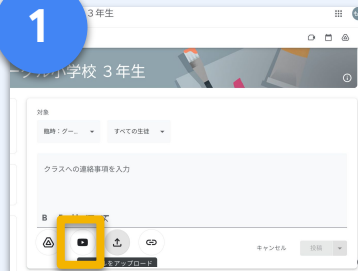 1
３年生
小学校 ３年生
対象
臨時：グー...
すべての生徒
クラスへの連絡事項を入力
B
キャンセル
投稿
をアップロード